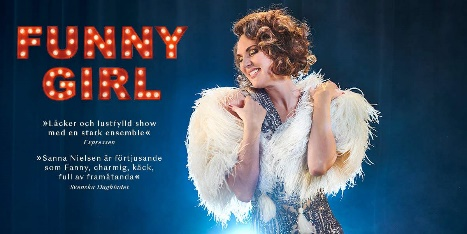 FUNNY
GIRL
»Läcker och lustfylld show
med en stark ensemble«
Expressen
»Sanna Nielsen är förtjusande
som Fanny, charmig, käck,
full av framåtanda«
Svenska Dagbladet